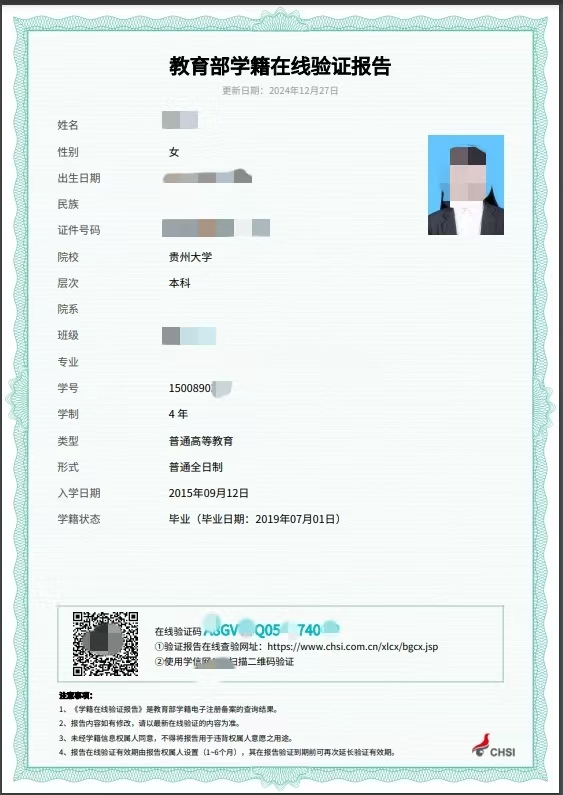 教育部学籍在线验证报告
更新日期：2024年12月27日
姓名
性别 女
出生日期
民族
证件号码
院校 贵州大学
层次 本科
院系
班级
专业
学号 1500890
学制 4 年
类型 普通高等教育
形式 普通全日制
入学日期 2015年09月12日
学籍状态 毕业（毕业日期：2019年07月01日）
在线验证码
①验证报告在线查验网址：https://www.chsi.com.cn/xlcx/bgcx.jsp
②使用学信网 扫描二维码验证
注意事项：
1、《学籍在线验证报告》是教育部学籍电子注册备案的查询结果。
2、报告内容如有修改，请以最新在线验证的内容为准。
3、未经学籍信息权属人同意，不得将报告用于违背权属人意愿之用途。
4、报告在线验证有效期由报告权属人设置（1~6个月），其在报告验证到期前可再次延长验证有效期。
CHSI